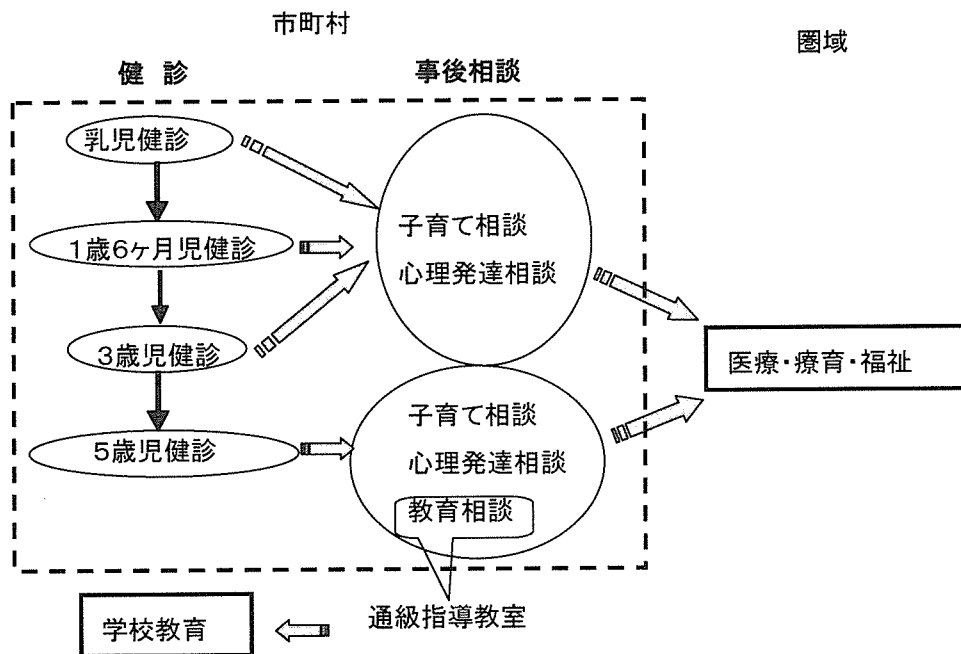 市町村
圏域
健 診
事後相談
乳児健診
1歳6ヶ月児健診
3歳児健診
5歳児健診
子育て相談
心理発達相談
子育て相談
心理発達相談
教育相談
医療・療育・福祉
通級指導教室
学校教育